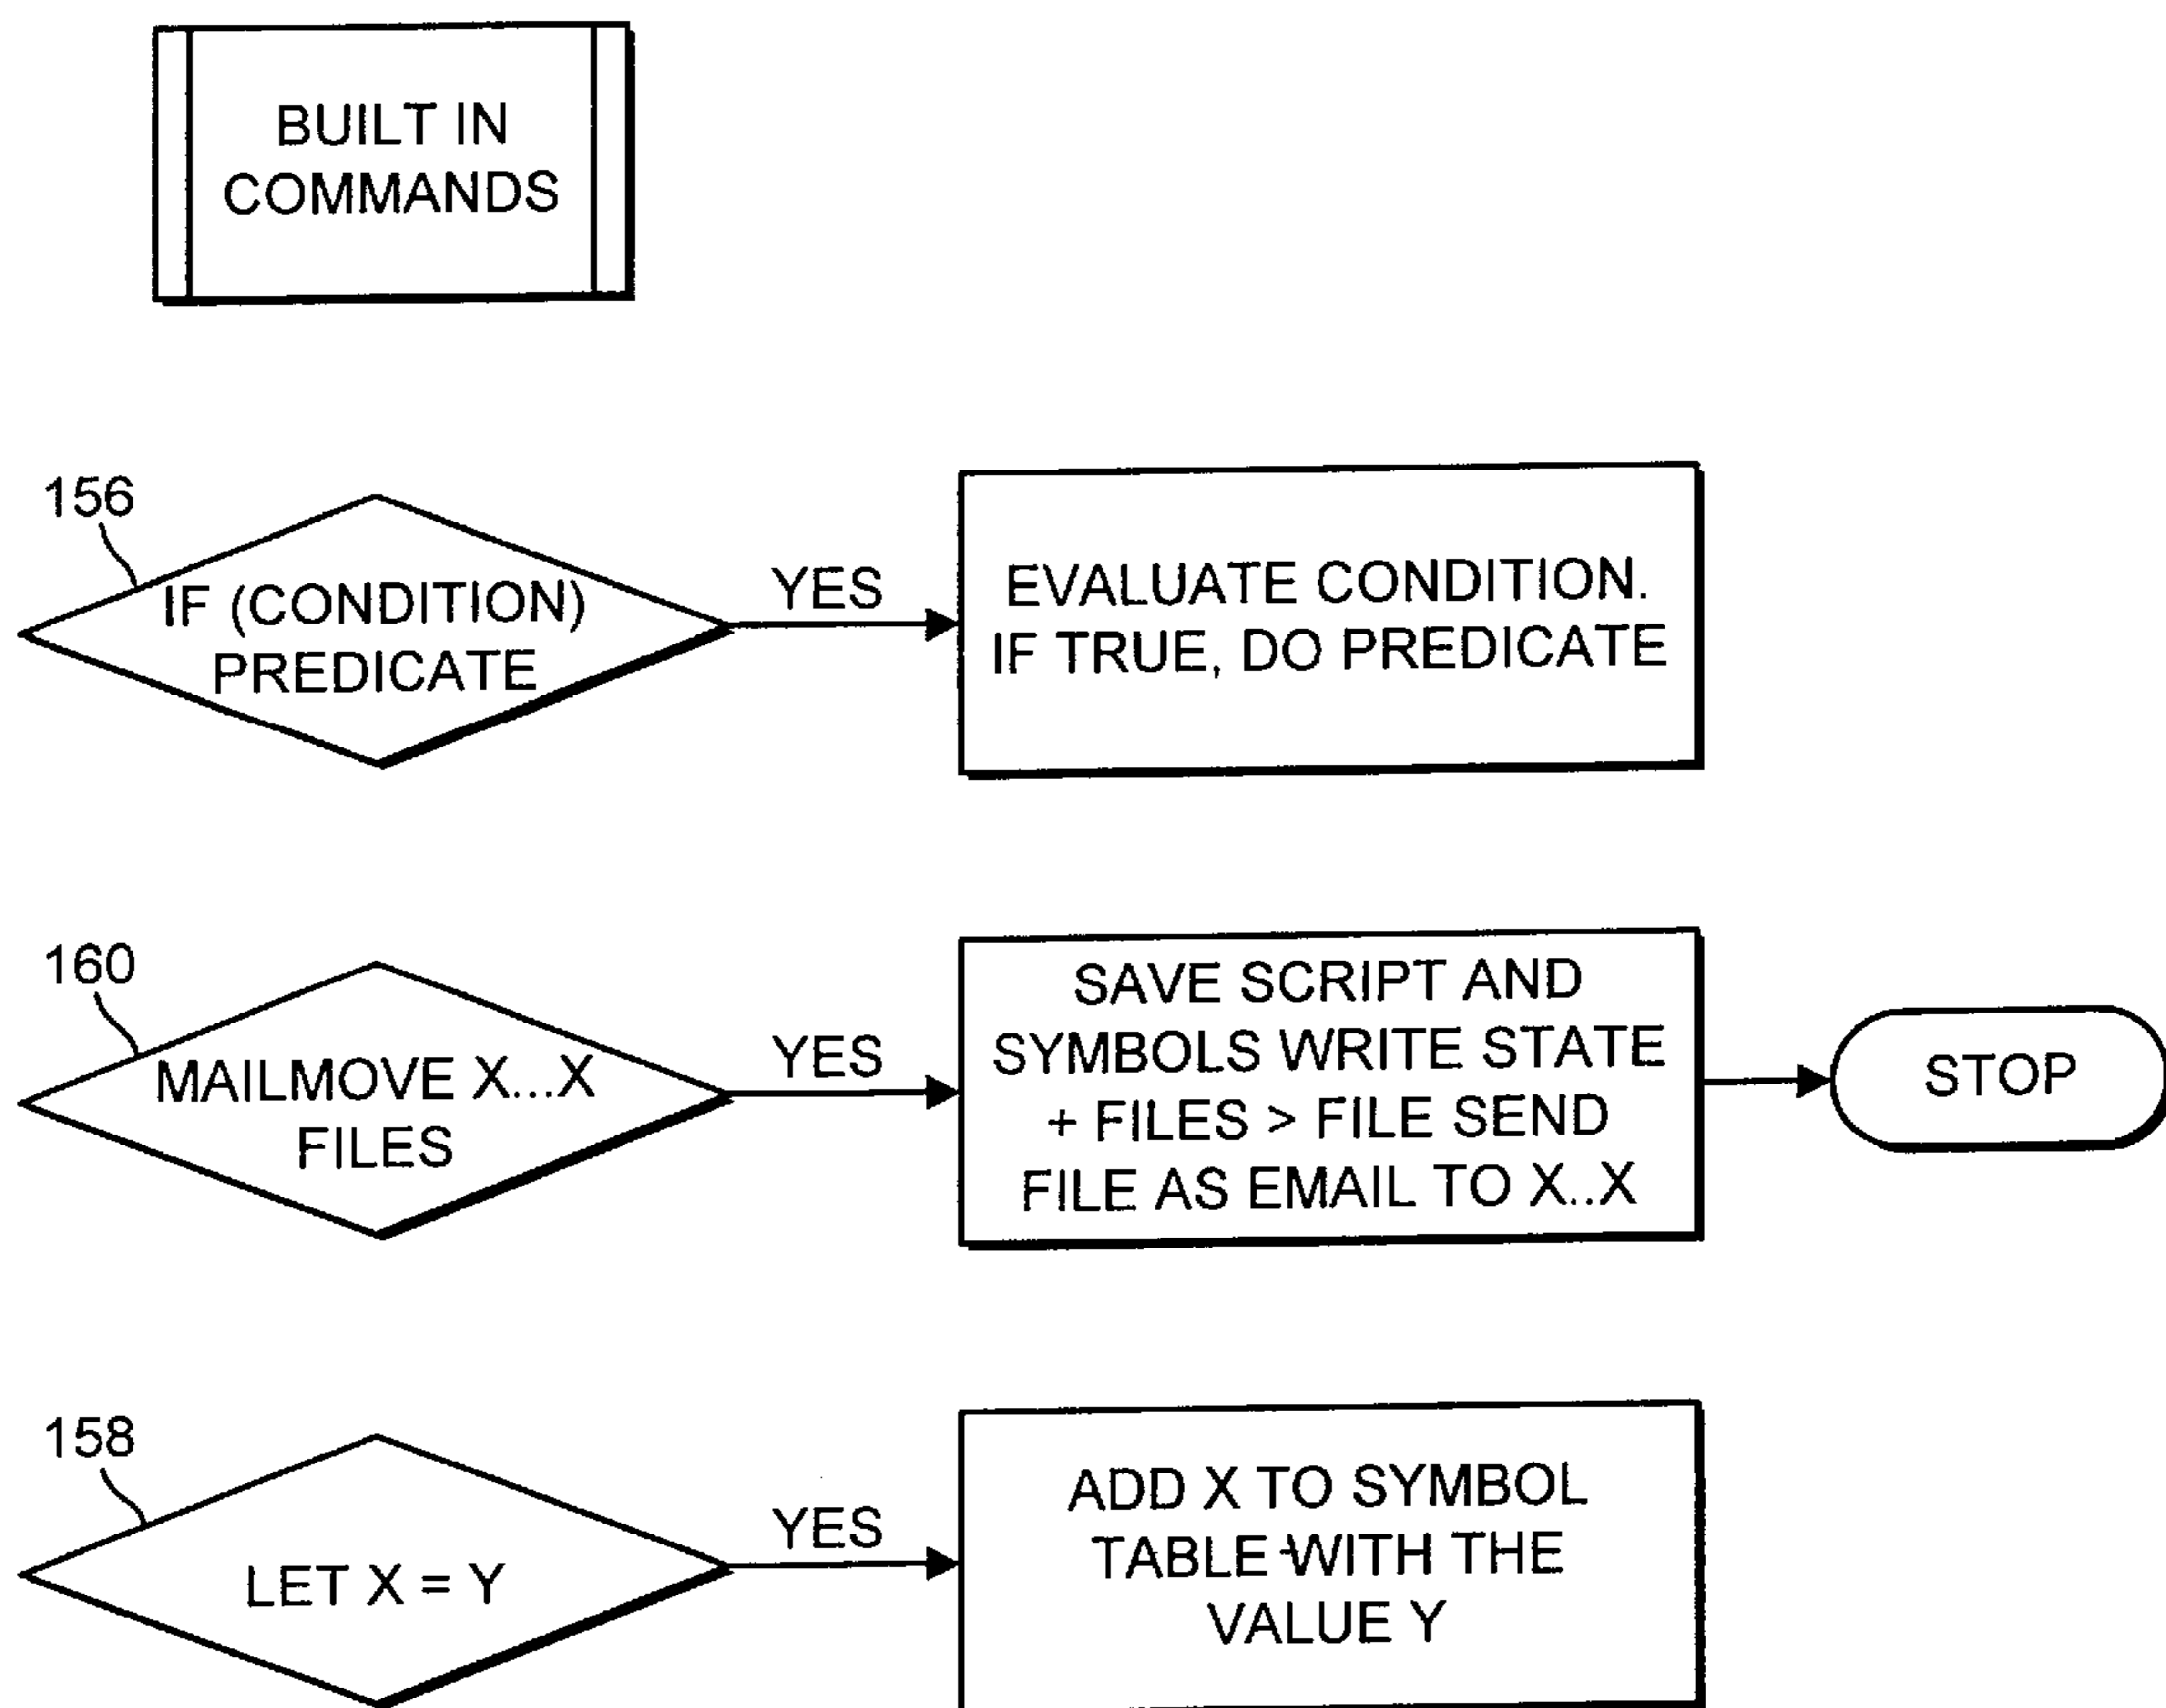 BUILT IN
COMMANDS
156
IF (CONDITION)
PREDICATE
YES
EVALUATE CONDITION.
IF TRUE, DO PREDICATE
160
MAILMOVE X...X
FILES
YES
SAVE SCRIPT AND
SYMBOLS WRITE STATE
+ FILES > FILE SEND
FILE AS EMAIL TO X..X
STOP
158
LET X = Y
YES
ADD X TO SYMBOL
TABLE WITH THE
VALUE Y